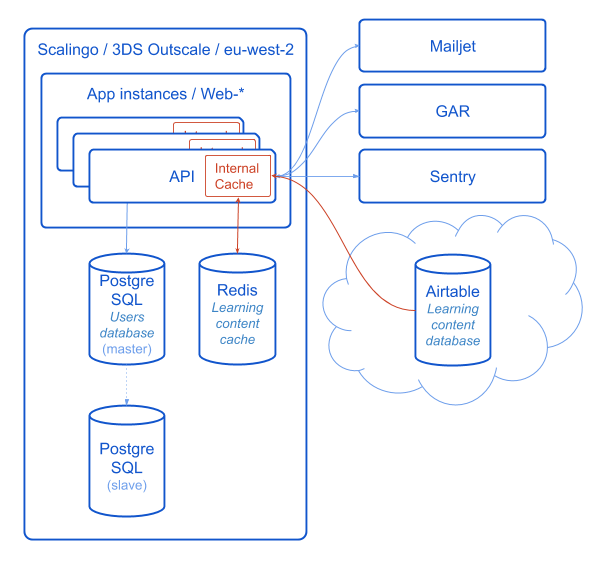 Scalingo / 3DS Outscale / eu-west-2
App instances / Web-*
API
Internal
Cache
Postgre
SQL
Users
database
(master)
Redis
Learning
content
cache
Postgre
SQL
(slave)
Mailjet
GAR
Sentry
Airtable
Learning
content
database